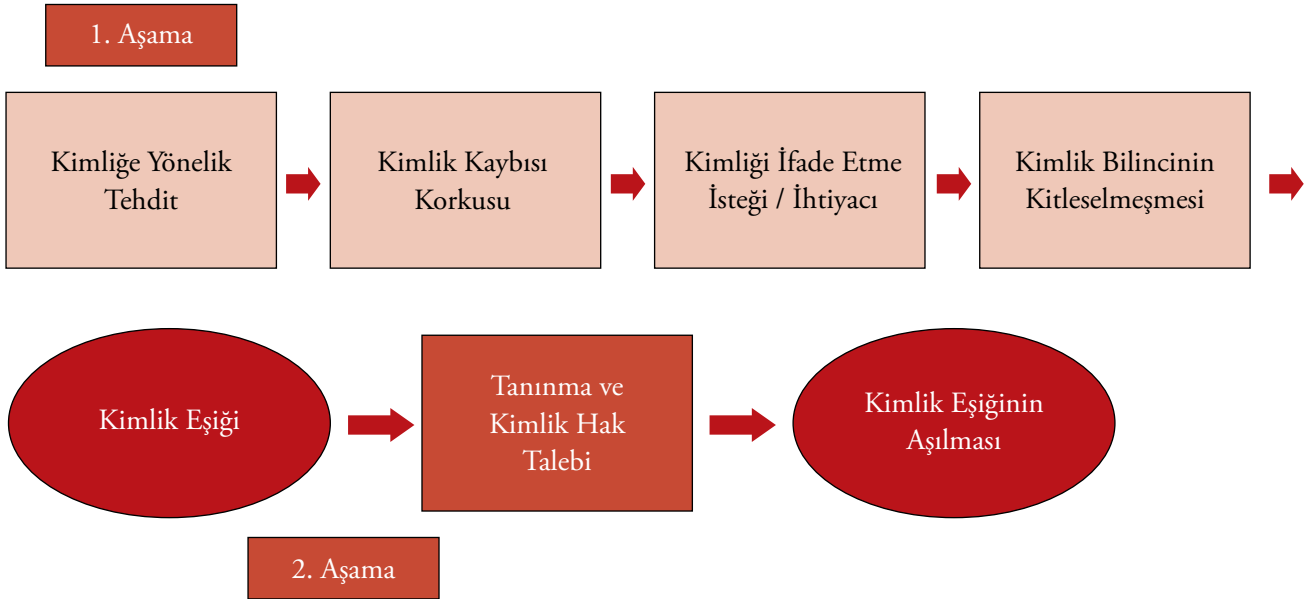 1. Aşama
Kimliğe Yönelik
Tehdit
Kimlik Kaybısı
Korkusu
Kimliği İfade Etme
İsteği / İhtiyacı
Kimlik Bilincinin
Kitleselmeşmesi
Kimlik Eşiği
Tanınma ve
Kimlik Hak
Talebi
Kimlik Eşiğinin
Aşılması
2. Aşama